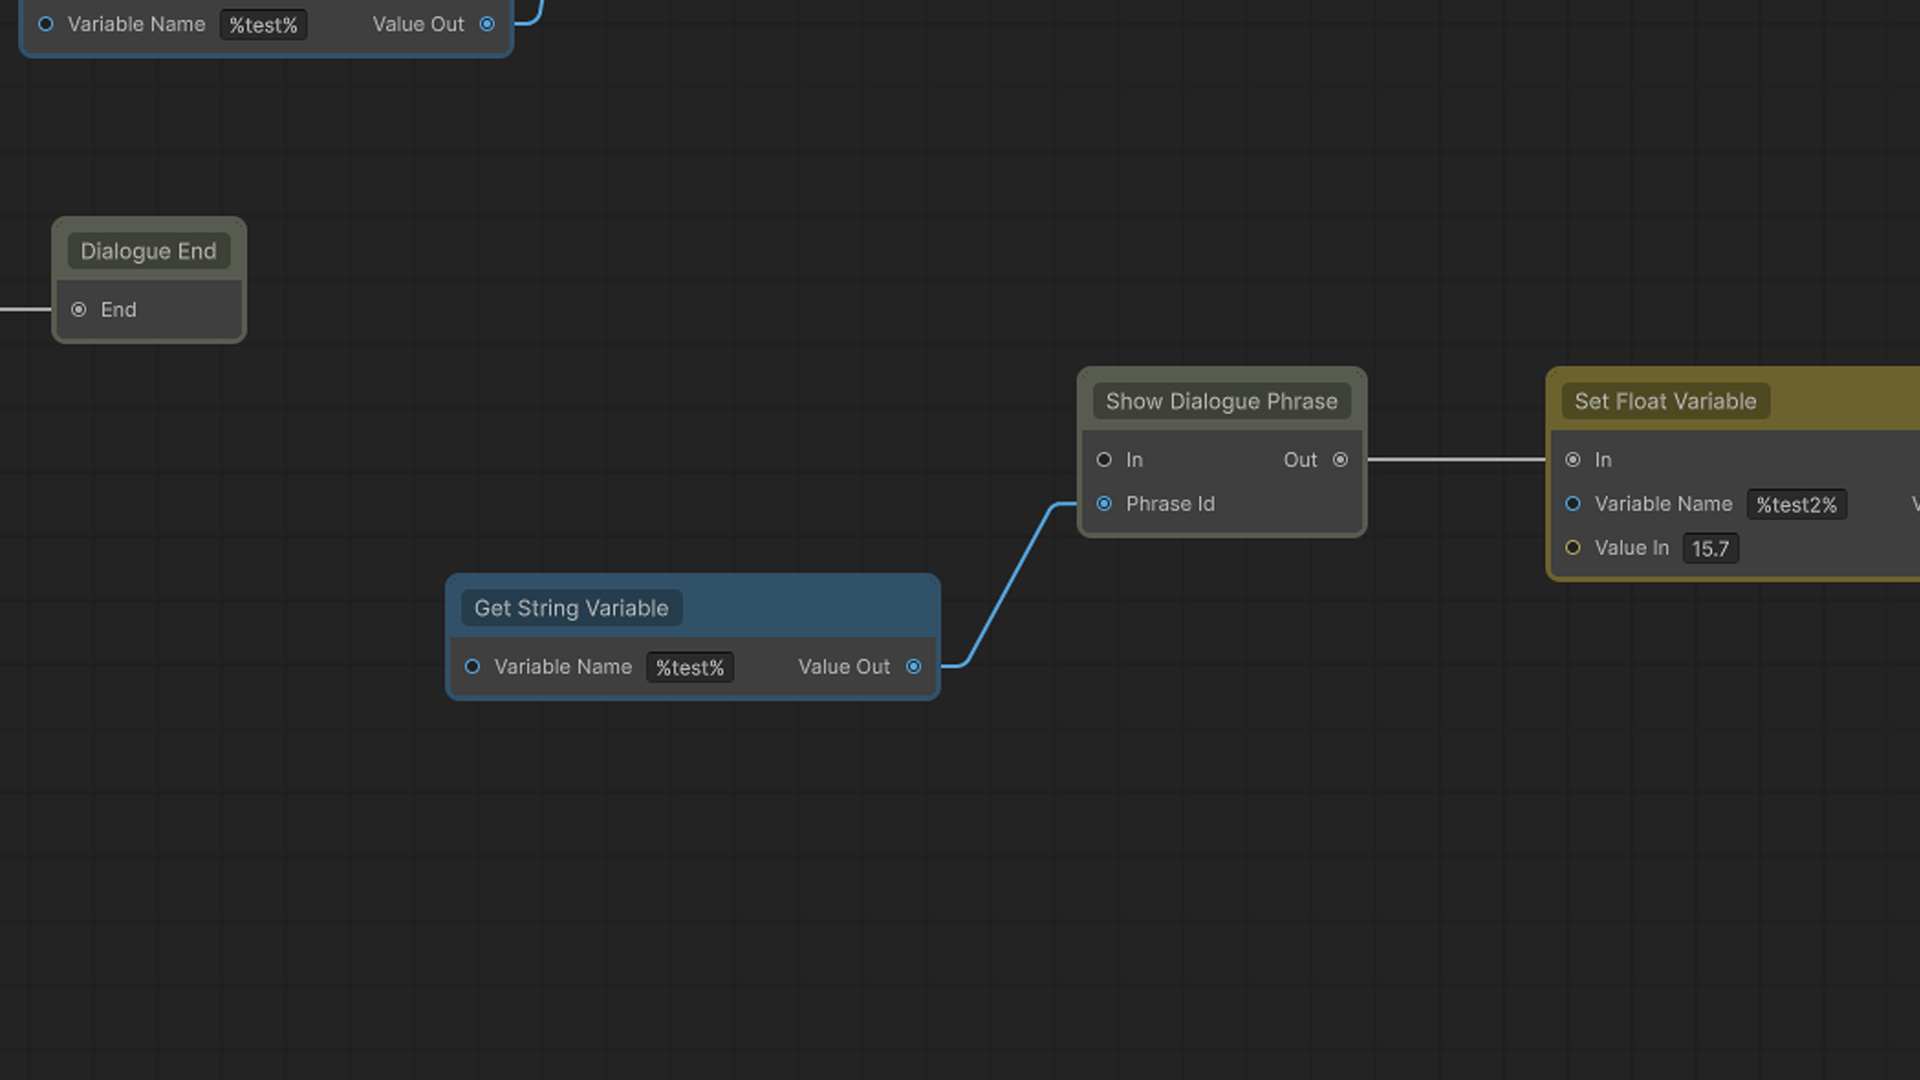 Variable Name %test% Value Out
Dialogue End
End
Show Dialogue Phrase
In Out
Phrase Id
Set Float Variable
In
Variable Name %test2%
Value In 15.7
Get String Variable
Variable Name %test% Value Out